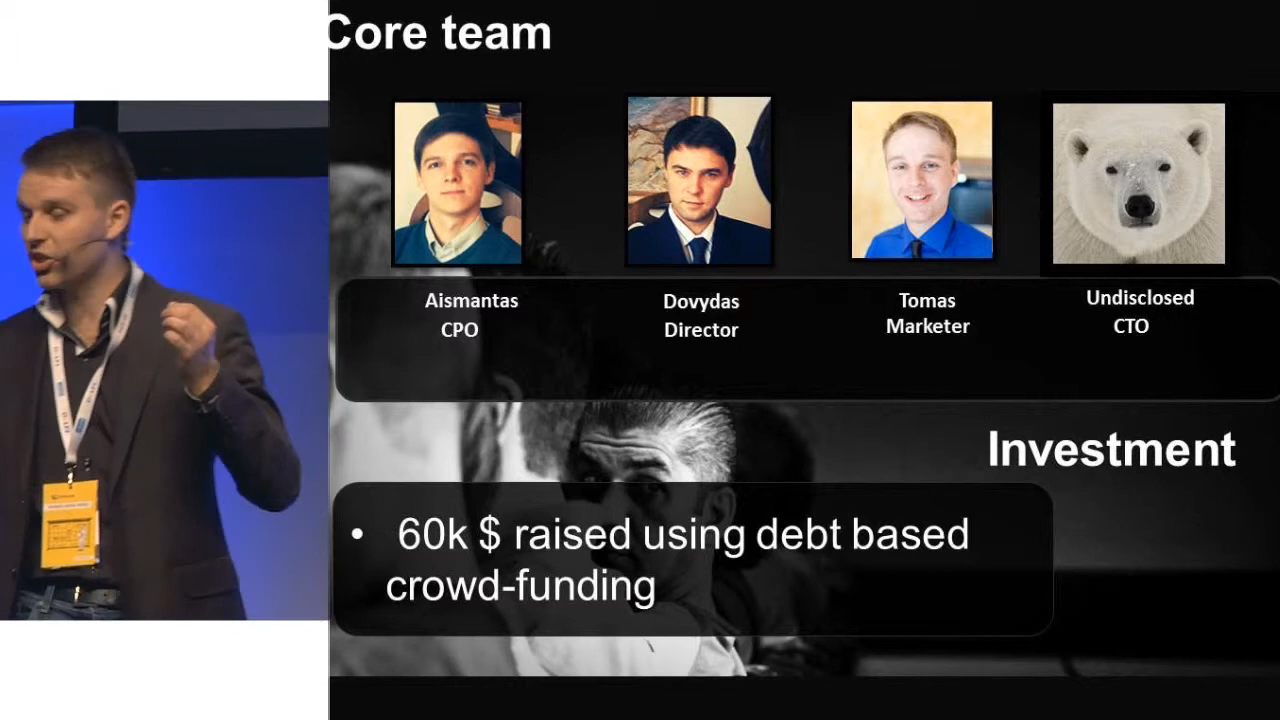 Core team
Aismantas
CPO
Dovydas
Director
Tomas
Marketer
Undisclosed
CTO
Investment
• 60k $ raised using debt based
crowd-funding